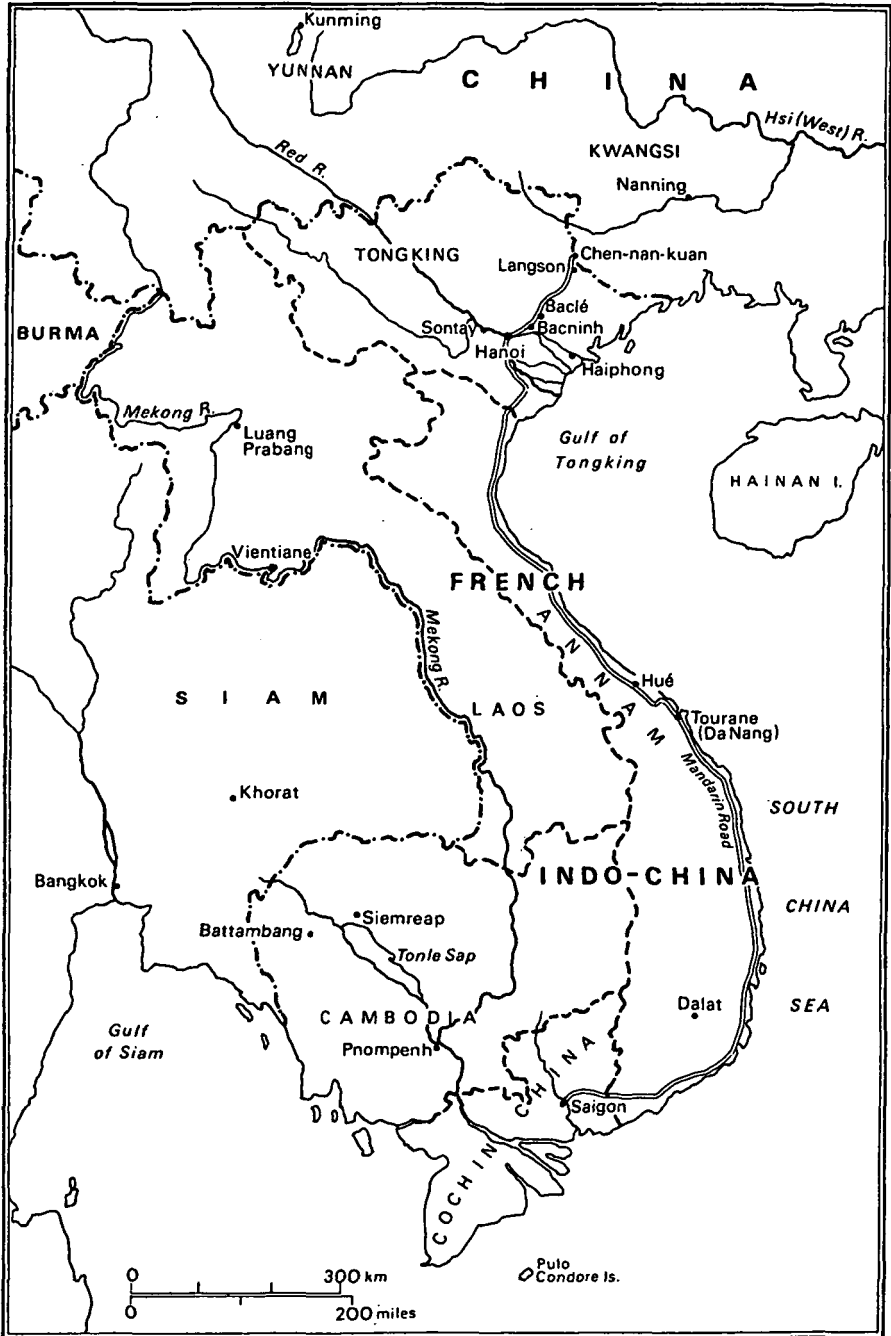 Kunming
YUNNAN
CHINA
Hsi (West) R.
Red R.
KWANGSI
Nanning
TONGKING
Chen-nan-kuan
Langson
Baclé
BURMA
Sontay
Bacninh
Hanoi
Haiphong
Mekong R.
Luang
Prabang
Gulf of
Tongking
HAINAN I.
Vientiane
FRENCH
ANNAM
Mekong R.
Hué
SIAM
LAOS
Tourane
(Da Nang)
Mandarin Road
Khorat
SOUTH
CHINA
SEA
INDO-CHINA
Bangkok
Siemreap
Battambang
Tonle Sap
Dalat
CAMBODIA
Gulf
of Siam
Pnompenh
COCHIN CHINA
Saigon
Pulo
Condore Is.
0 300 km
0 200 miles